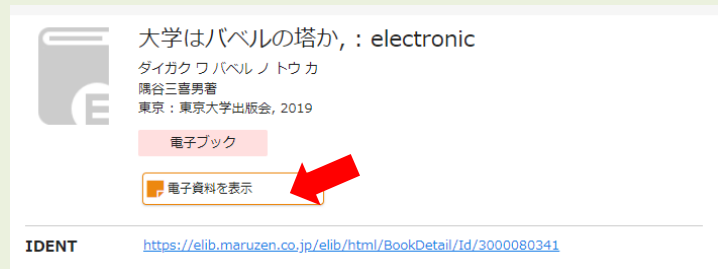 大学はバベルの塔か, : electronic
ダイガク ワ バベル ノ トウ カ
隅谷三喜男著
東京 : 東京大学出版会, 2019
電子ブック
電子資料を表示
IDENT https://elib.maruzen.co.jp/elib/html/BookDetail/Id/3000080341